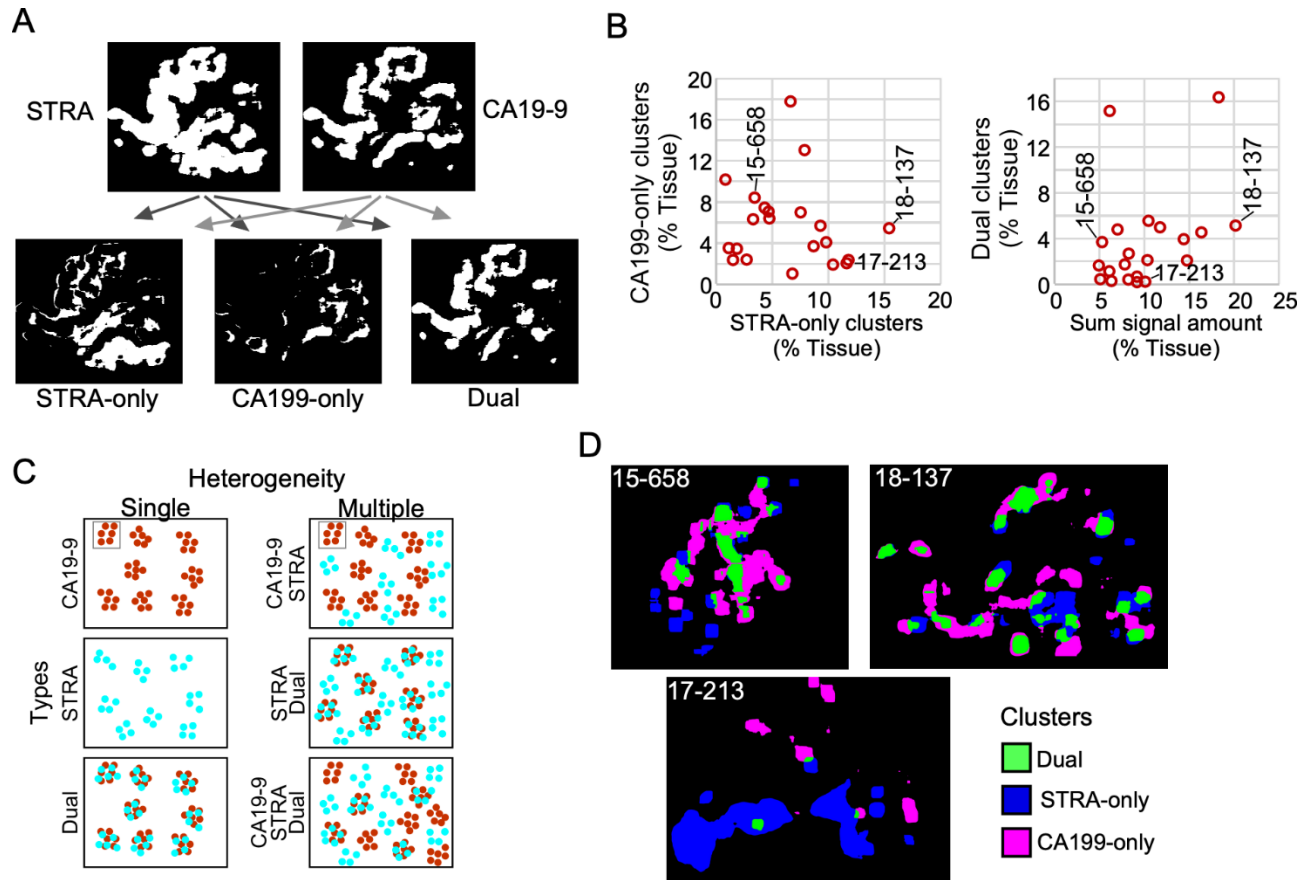 A
STRA
CA19-9
STRA-only
CA199-only
Dual
B
CA199-only clusters
(% Tissue)
20
16
12
8
4
0
15-658
18-137
17-213
0
5
10
15
20
STRA-only clusters
(% Tissue)
Dual clusters
(% Tissue)
16
12
8
4
0
15-658
18-137
17-213
0
5
10
15
20
25
Sum signal amount
(% Tissue)
C
Heterogeneity
Single
Multiple
Types
CA19-9
STRA
Dual
CA19-9
STRA
STRA
Dual
CA19-9
STRA
Dual
D
15-658
18-137
17-213
Clusters
Dual
STRA-only
CA199-only